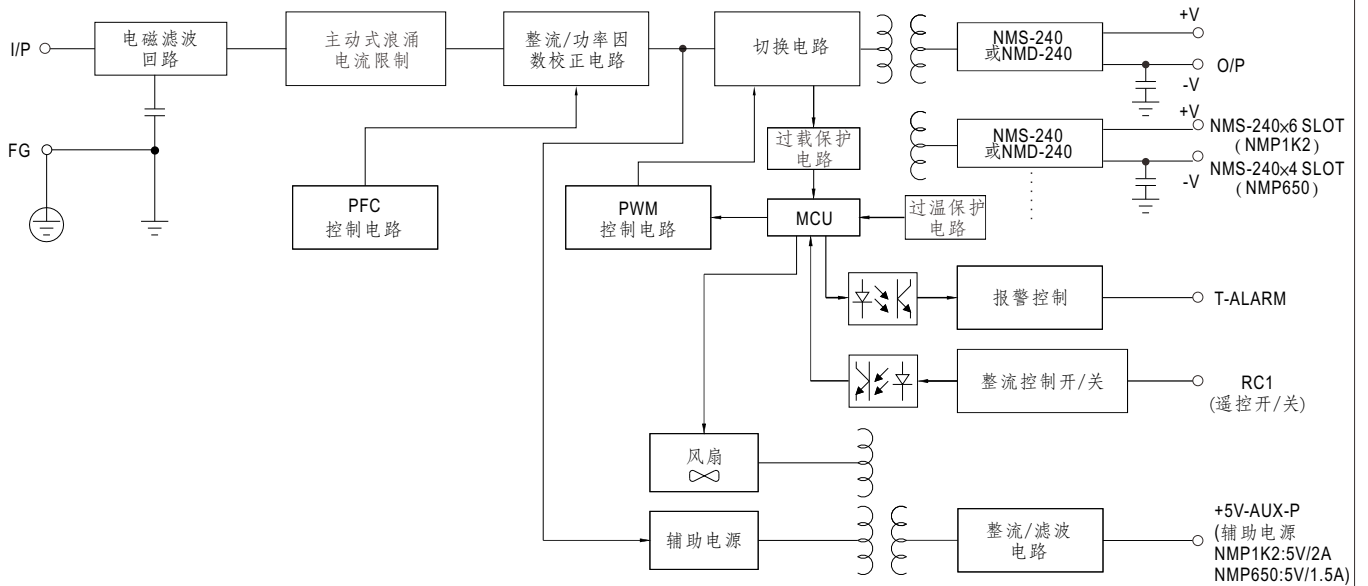 I/P
电磁滤波
回路
主动式浪涌
电流限制
整流/功率因
数校正电路
切换电路
NMS-240
或NMD-240
+V
O/P
-V
FG
PFC
控制电路
PWM
控制电路
过载保护
电路
MCU
过温保护
电路
NMS-240
或NMD-240
+V
NMS-240x6 SLOT
(NMP1K2)
NMS-240x4 SLOT
-V
(NMP650)
报警控制
T-ALARM
整流控制开/关
RC1
(遥控开/关)
风扇
辅助电源
整流/滤波
电路
+5V-AUX-P
(辅助电源
NMP1K2:5V/2A
NMP650:5V/1.5A)